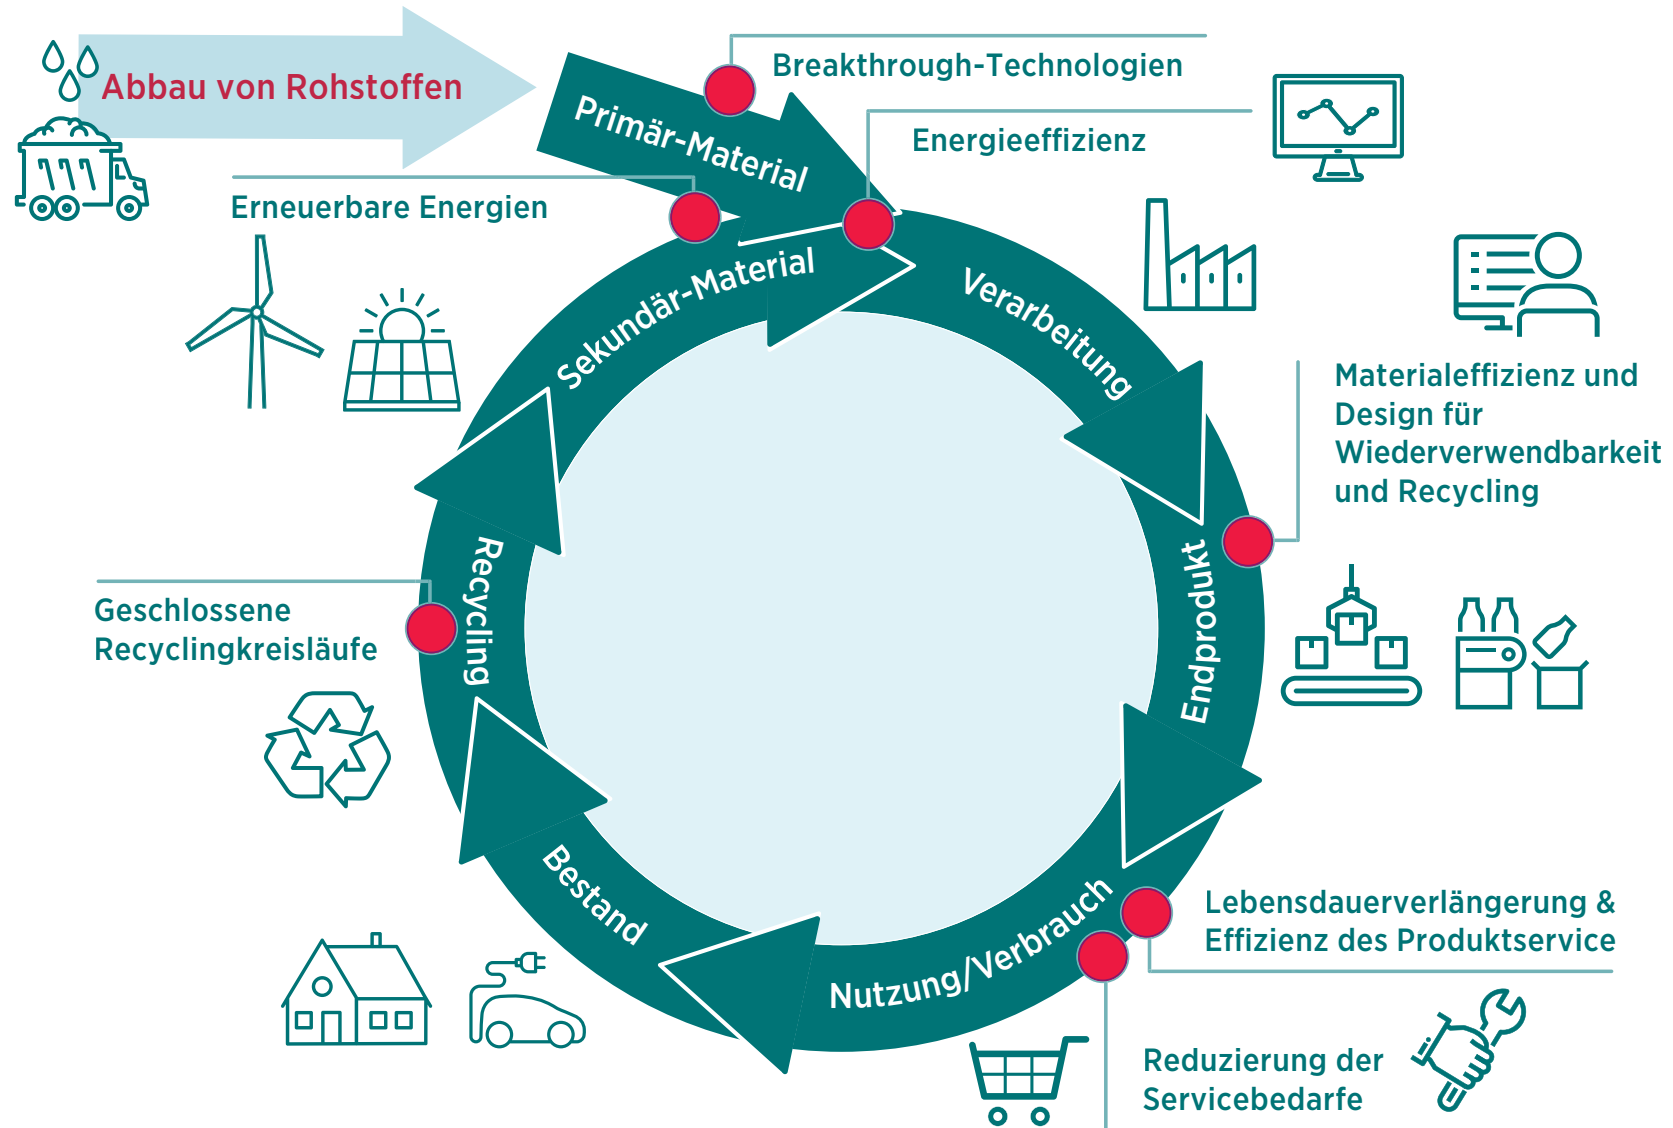 Abbau von Rohstoffen
Primär-Material
Breakthrough-Technologien
Energieeffizienz
Erneuerbare Energien
Sekundär-Material
Verarbeitung
Materialeffizienz und
Design für
Wiederverwendbarkeit
und Recycling
Endprodukt
Geschlossene
Recyclingkreisläufe
Recycling
Bestand
Nutzung/Verbrauch
Lebensdauerverlängerung &
Effizienz des Produktservice
Reduzierung der
Servicebedarfe